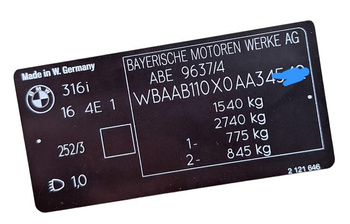 Made in W. Germany
BAYERISCHE MOTOREN WERKE AG
ABE 9637/4
316i
16 4E 1
WBAAB110X0AA34
1540 kg
2740 kg
252/3
1- 775 kg
2- 845 kg
1,0
2 121 646